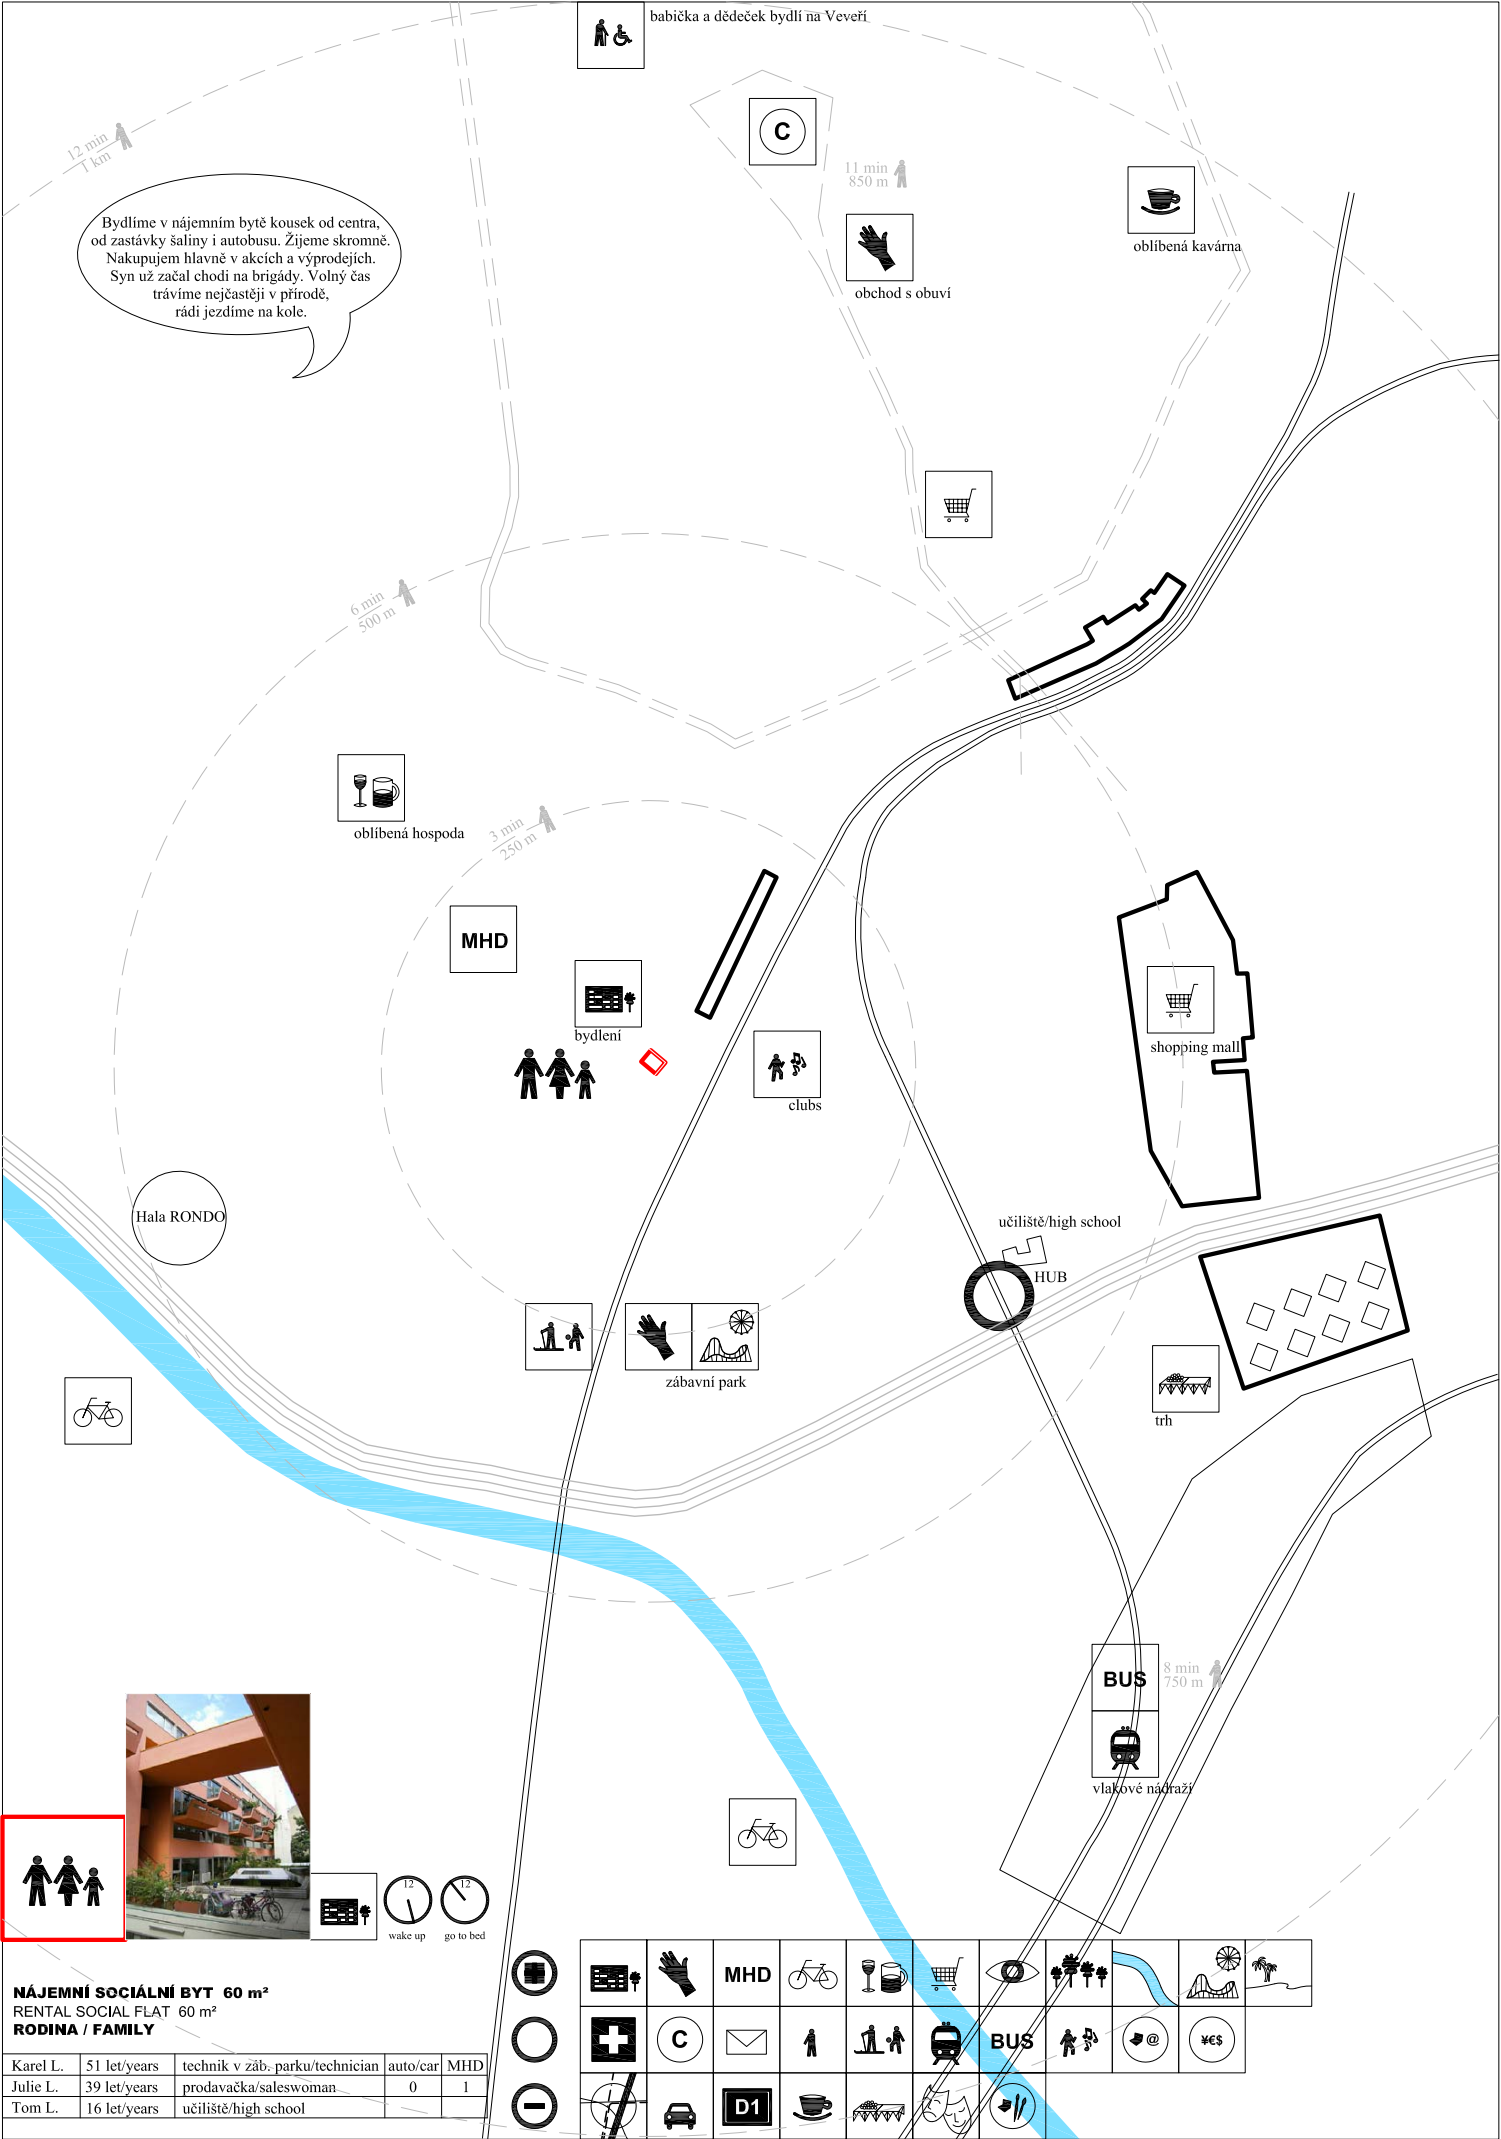 babička a dědeček bydlí na Veveří
12 min
1 km
C
11 min
850 m
Bydlíme v nájemním bytě kousek od centra,
od zastávky šaliny i autobusu. Žijeme skromně.
Nakupujem hlavně v akcích a výprodejích.
Syn už začal chodi na brigády. Volný čas
trávíme nejčastěji v přírodě,
rádi jezdíme na kole.
oblíbená kavárna
obchod s obuví
6 min
500 m
oblíbená hospoda
3 min
250 m
MHD
bydlení
shopping mall
clubs
Hala RONDO
učiliště/high school
HUB
zábavní park
trh
BUS
8 min
750 m
vlakové nádraží
12
12
wake up
go to bed
MHD
NÁJEMNÍ SOCIÁLNÍ BYT 60 m²
RENTAL SOCIAL FLAT 60 m²
RODINA / FAMILY
C
BUS
@
¥€$
Karel L. 51 let/years technik v záb. parku/technician auto/car MHD
Julie L. 39 let/years prodavačka/saleswoman 0 1
Tom L. 16 let/years učiliště/high school
D1